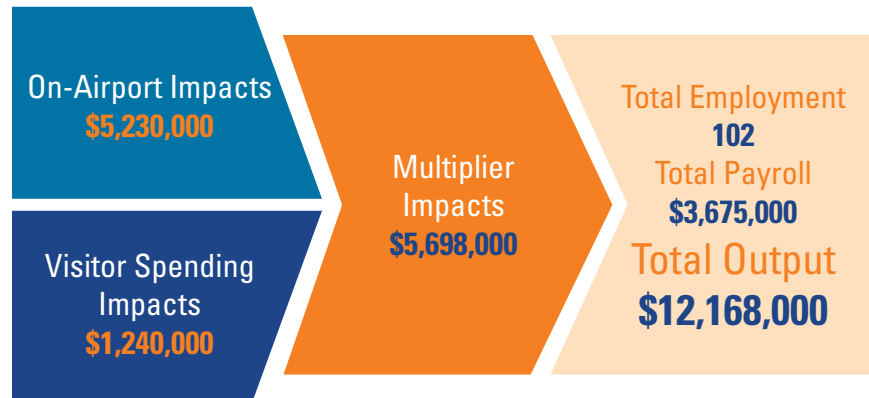 On-Airport Impacts
$5,230,000
Visitor Spending
Impacts
$1,240,000
Multiplier
Impacts
$5,698,000
Total Employment
102
Total Payroll
$3,675,000
Total Output
$12,168,000